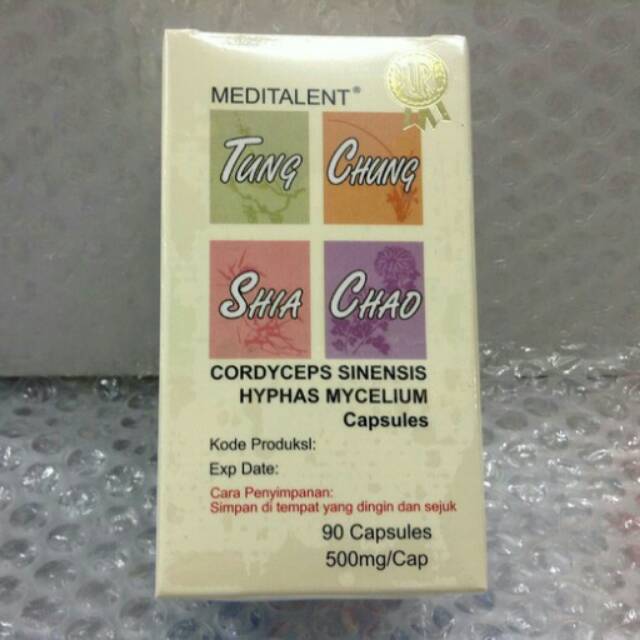 MEDITALENT®
TUNG CHUNG
SHIA CHAO
CORDYCEPS SINENSIS
HYPHAS MYCELIUM
Capsules
Kode Produksl:
Exp Date:
Cara Penyimpanan:
Simpan di tempat yang dingin dan sejuk
90 Capsules
500mg/Cap